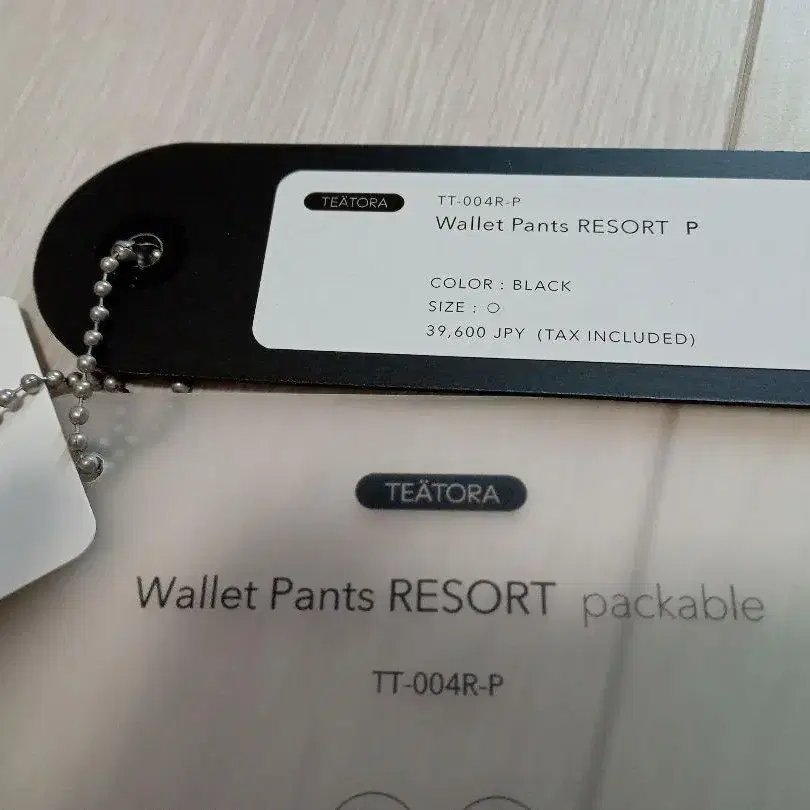 TEÄTORA
TT-004R-P
Wallet Pants RESORT P
COLOR : BLACK
SIZE : ○
39,600 JPY (TAX INCLUDED)
TEÄTORA
Wallet Pants RESORT packable
TT-004R-P